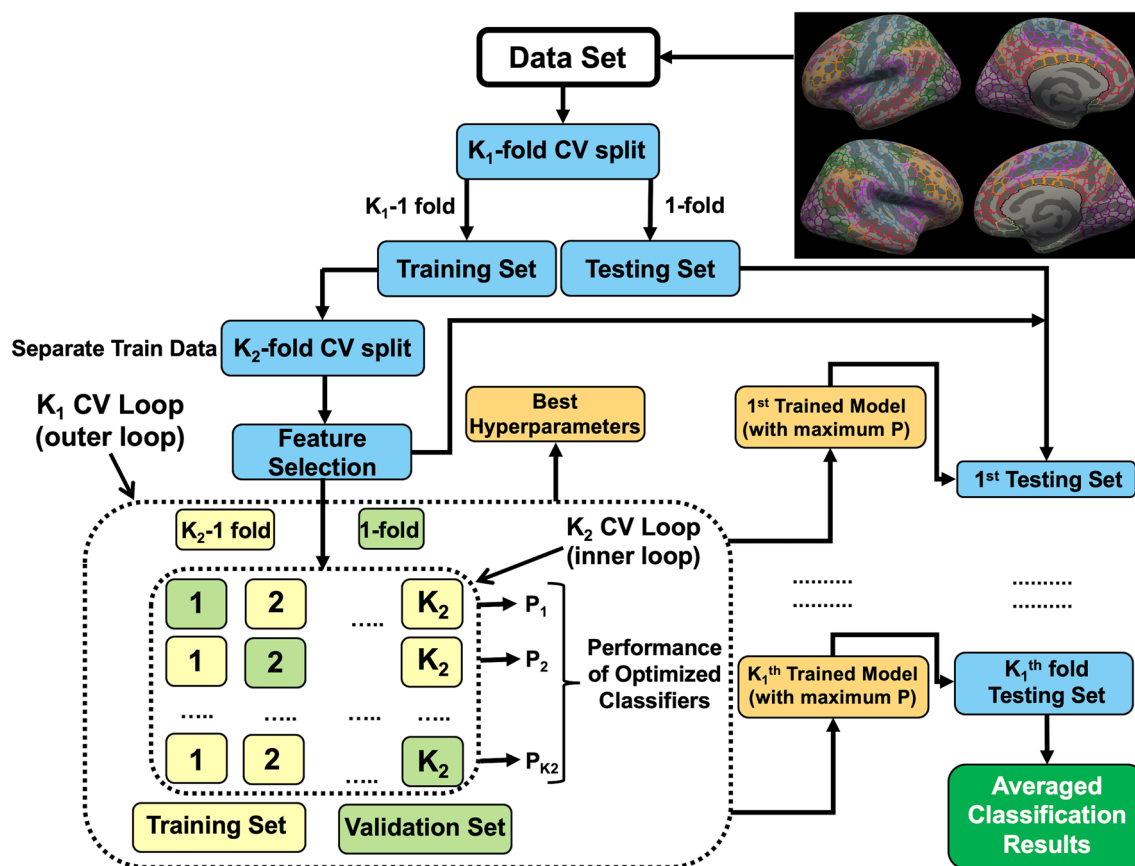 Data Set
K₁-fold CV split
K₁-1 fold
1-fold
Training Set
Testing Set
Separate Train Data
K₂-fold CV split
K₁ CV Loop
(outer loop)
Feature
Selection
Best
Hyperparameters
1st Trained Model
(with maximum P)
1st Testing Set
K₂-1 fold
1-fold
K₂ CV Loop
(inner loop)
1 2 ..... K₂ P₁
1 2 K₂ P₂
..... ..... ..... .....
1 2 ..... K₂ P_K2
Performance
of Optimized
Classifiers
Training Set
Validation Set
............ ............
............ ............
K₁th Trained Model
(with maximum P)
K₁th fold
Testing Set
Averaged
Classification
Results